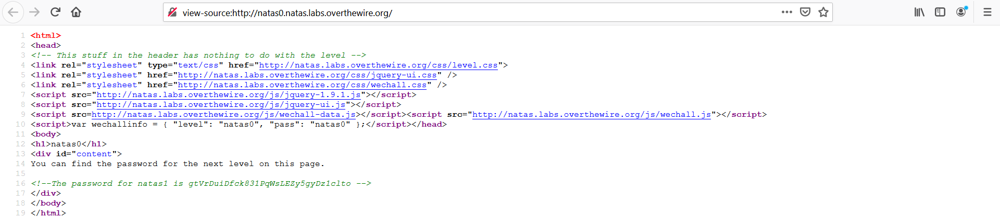 view-source:http://natas0.natas.labs.overthewire.org/
1 <html>
2 <head>
3 <!-- This stuff in the header has nothing to do with the level -->
4 <link rel="stylesheet" type="text/css" href="http://natas.labs.overthewire.org/css/level.css">
5 <link rel="stylesheet" href="http://natas.labs.overthewire.org/css/jquery-ui.css" />
6 <link rel="stylesheet" href="http://natas.labs.overthewire.org/css/wechall.css" />
7 <script src="http://natas.labs.overthewire.org/js/jquery-1.9.1.js"></script>
8 <script src="http://natas.labs.overthewire.org/js/jquery-ui.js"></script>
9 <script src=http://natas.labs.overthewire.org/js/wechall-data.js></script><script src="http://natas.labs.overthewire.org/js/wechall.js"></script>
10 <script>var wechallinfo = { "level": "natas0", "pass": "natas0" };</script></head>
11 <body>
12 <h1>natas0</h1>
13 <div id="content">
14 You can find the password for the next level on this page.
15
16 <!--The password for natas1 is gtVrDuiDfck831PqWsLEZy5gyDz1clto -->
17 </div>
18 </body>
19 </html>